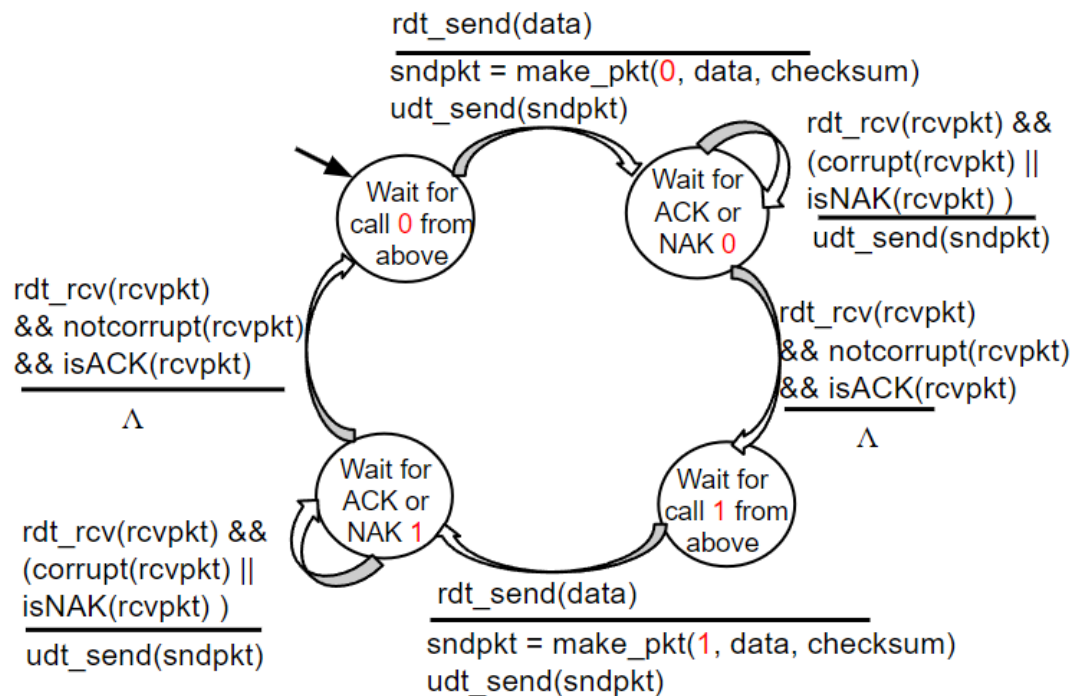 rdt_send(data)
sndpkt = make_pkt(0, data, checksum)
udt_send(sndpkt)
Wait for
call 0 from
above
Wait for
ACK or
NAK 0
rdt_rcv(rcvpkt) &&
(corrupt(rcvpkt) ||
isNAK(rcvpkt) )
udt_send(sndpkt)
rdt_rcv(rcvpkt)
&& notcorrupt(rcvpkt)
&& isACK(rcvpkt)
Λ
rdt_rcv(rcvpkt)
&& notcorrupt(rcvpkt)
&& isACK(rcvpkt)
Λ
Wait for
ACK or
NAK 1
Wait for
call 1 from
above
rdt_rcv(rcvpkt) &&
(corrupt(rcvpkt) ||
isNAK(rcvpkt) )
udt_send(sndpkt)
rdt_send(data)
sndpkt = make_pkt(1, data, checksum)
udt_send(sndpkt)